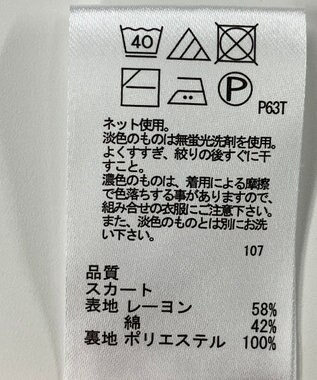 40
P
P63T
ネット使用。
淡色のものは無蛍光洗剤を使用。
よくすすぎ、絞りの後すぐに干
すこと。
濃色のものは、着用による摩擦
で色落ちする事がありますので、
組み合せの衣服にご注意下さい。
また、淡色のものとは別にお洗
い下さい。
107
品質
スカート
表地 レーヨン 58%
綿 42%
裏地 ポリエステル 100%